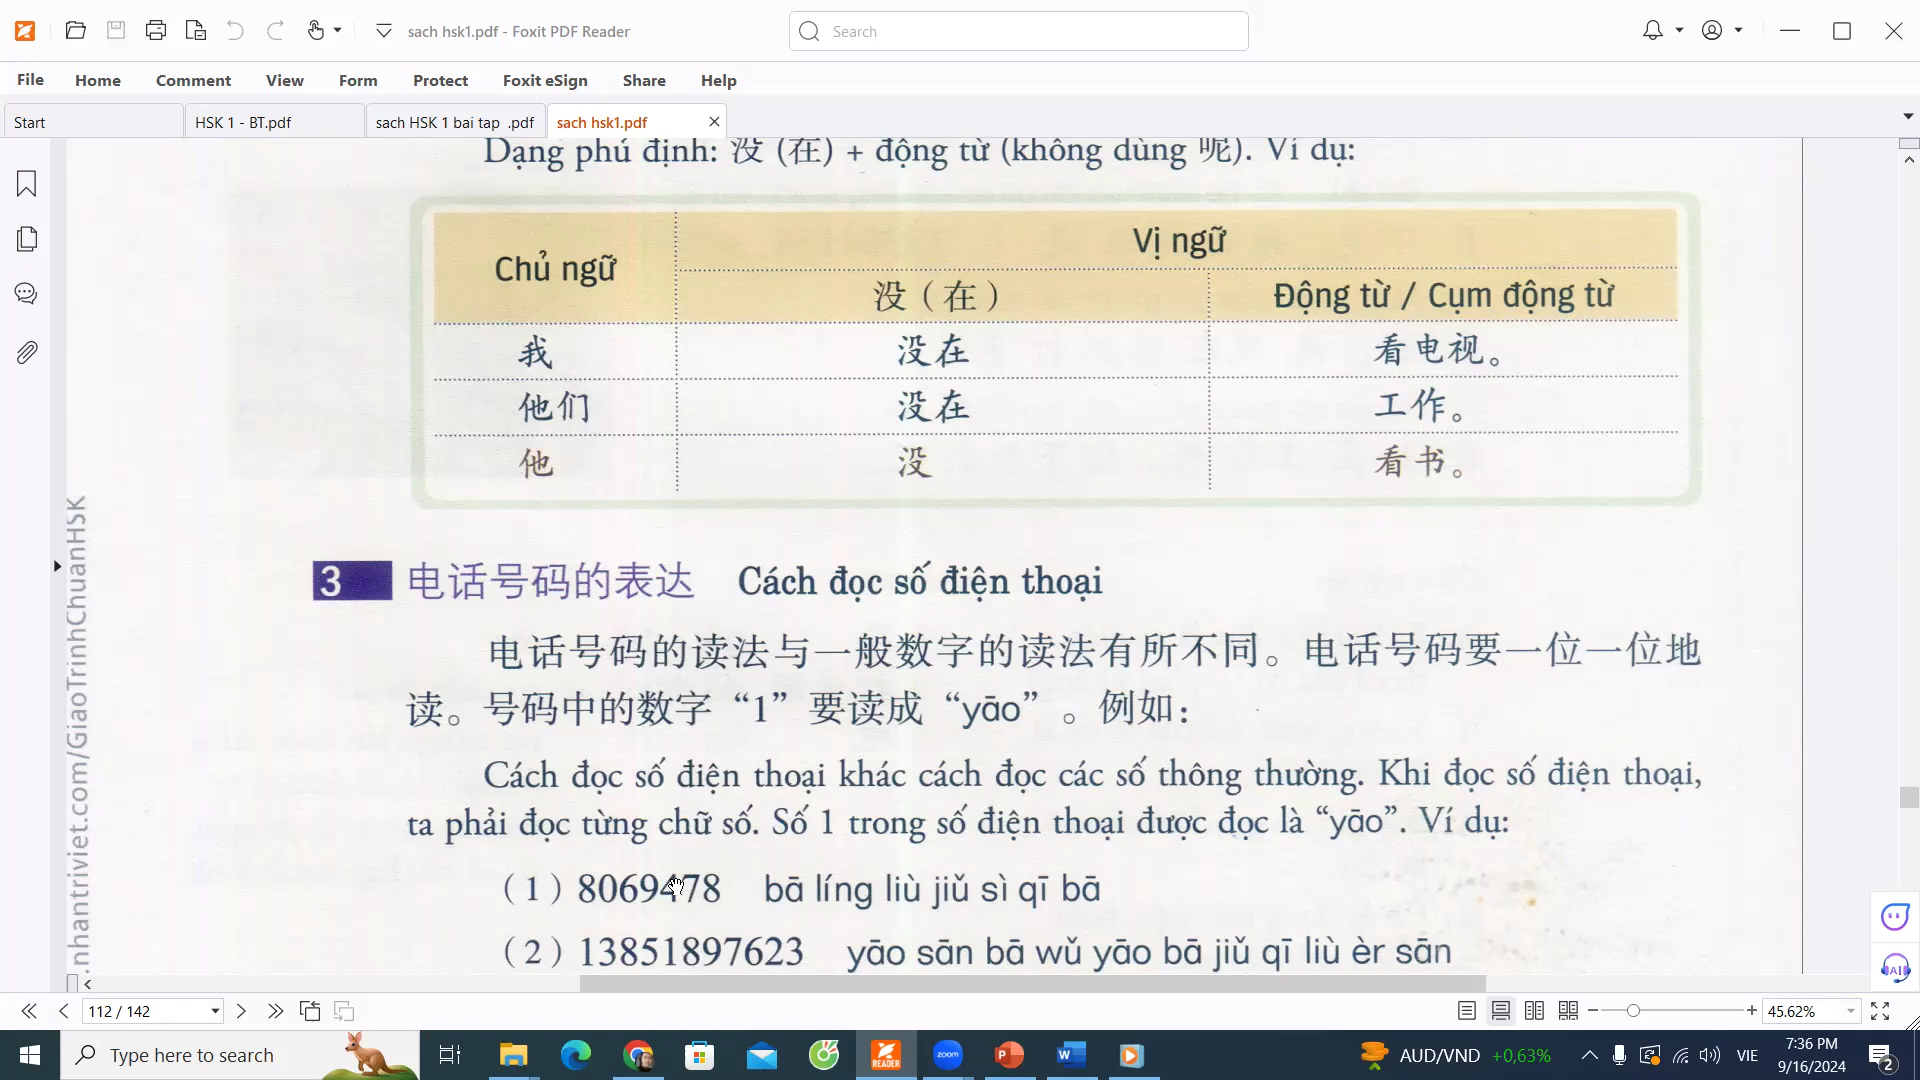 sach hsk1.pdf - Foxit PDF Reader
Search
File Home Comment View Form Protect Foxit eSign Share Help
Start
HSK 1 - BT.pdf
sach HSK 1 bai tap .pdf
sach hsk1.pdf
Dạng phủ định: 没 (在) + động từ (không dùng 呢). Ví dụ:
Chủ ngữ
Vị ngữ
没（在）
Động từ / Cụm động từ
我 没在 看电视。
他们 没在 工作。
他 没 看书。
3 电话号码的表达 Cách đọc số điện thoại
电话号码的读法与一般数字的读法有所不同。电话号码要一位一位地
读。号码中的数字“1”要读成“yāo”。例如：
Cách đọc số điện thoại khác cách đọc các số thông thường. Khi đọc số điện thoại,
ta phải đọc từng chữ số. Số 1 trong số điện thoại được đọc là “yāo”. Ví dụ:
（1）8069478 bā líng liù jiǔ sì qī bā
（2）13851897623 yāo sān bā wǔ yāo bā jiǔ qī liù èr sān
.nhantriviet.com/GiaoTrinhChuanHSK
AI
112 / 142
45.62%
Type here to search
READER
zoom
AUD/VND +0,63%
VIE
7:36 PM
9/16/2024
2